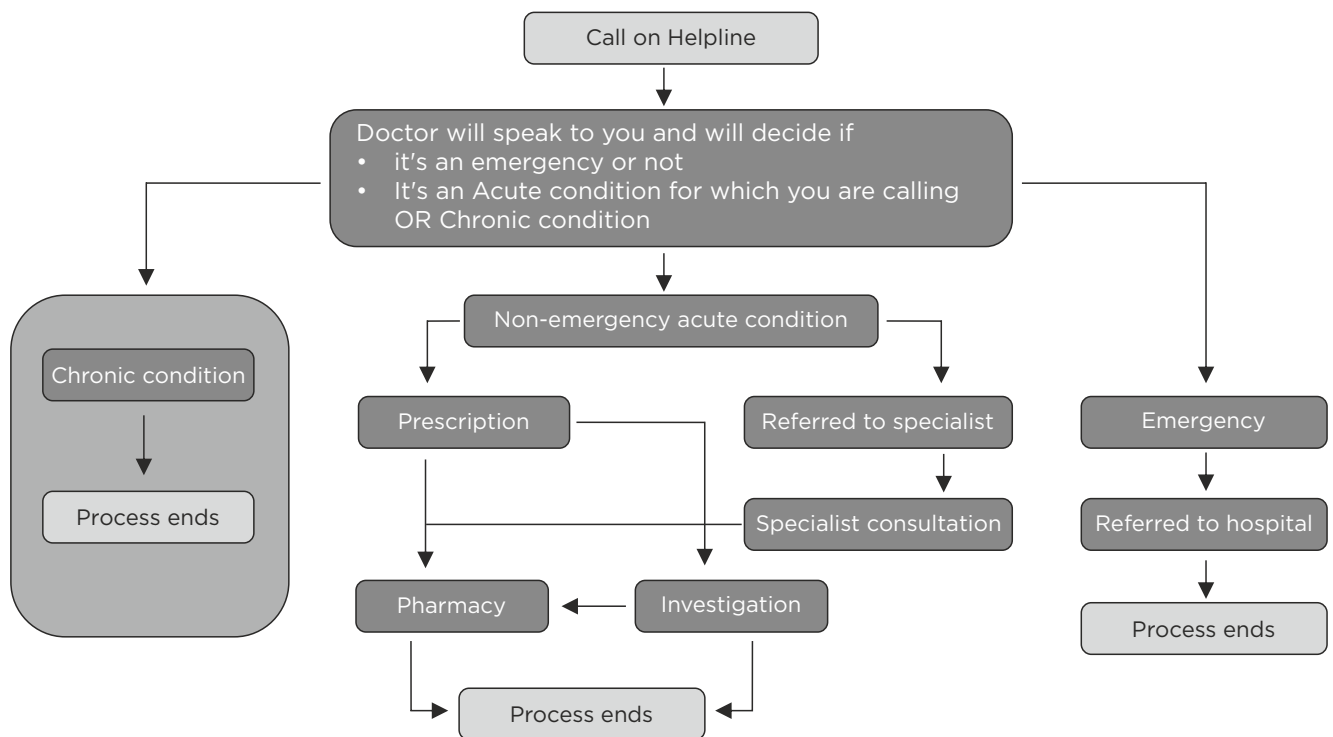 Call on Helpline
Doctor will speak to you and will decide if
• it's an emergency or not
• It's an Acute condition for which you are calling
OR Chronic condition
Non-emergency acute condition
Chronic condition
Prescription
Referred to specialist
Emergency
Process ends
Specialist consultation
Referred to hospital
Pharmacy
Investigation
Process ends
Process ends